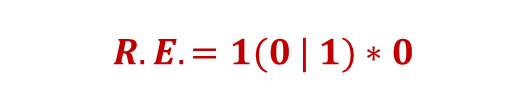 R. E. = 1(0 | 1) * 0